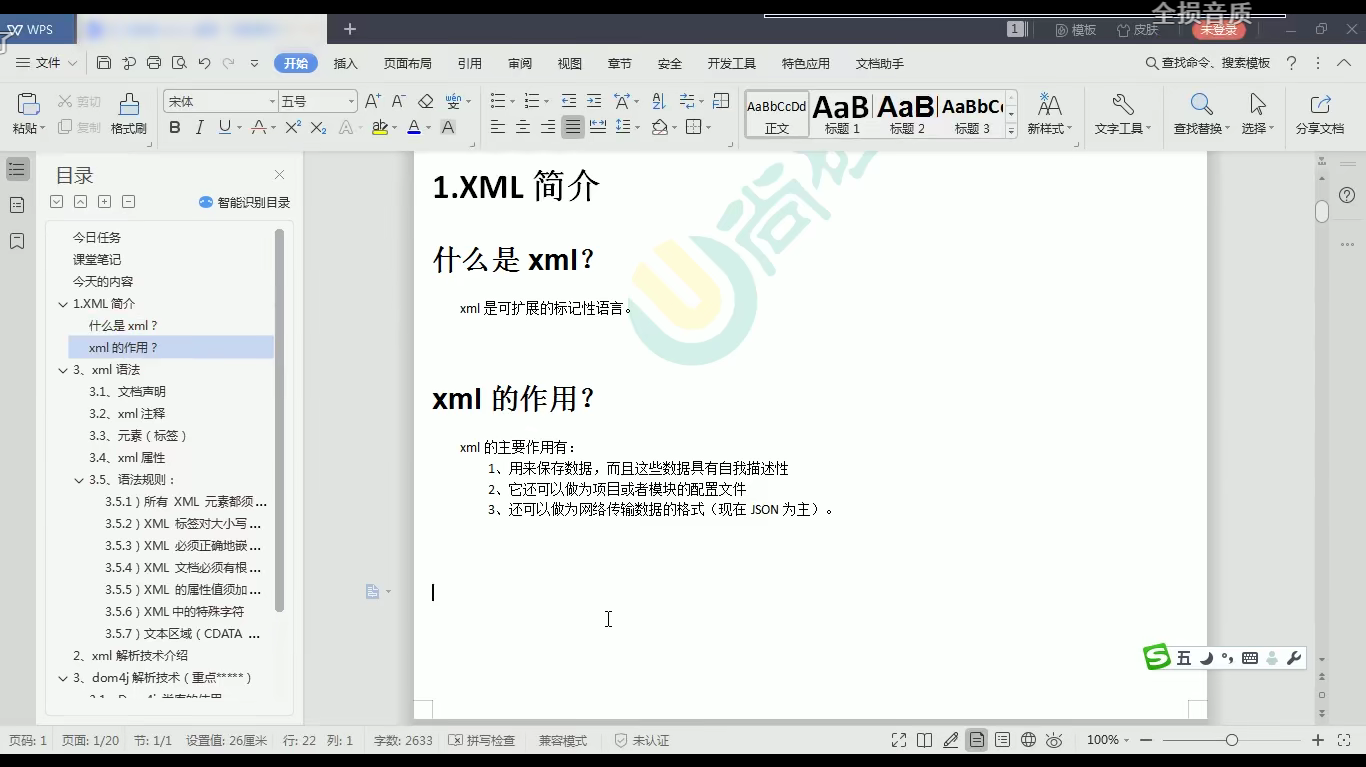 全损音质
WPS
1
模板
皮肤
未登录
文件
开始
插入
页面布局
引用
审阅
视图
章节
安全
开发工具
特色应用
文档助手
查找命令、搜索模板
粘贴
剪切
复制
格式刷
宋体
五号
AaBbCcDd
正文
AaB
标题 1
AaB
标题 2
AaBbC
标题 3
新样式
文字工具
查找替换
选择
分享文档
目录
智能识别目录
今日任务
课堂笔记
今天的内容
1.XML 简介
什么是 xml？
xml 的作用？
3、xml 语法
3.1、文档声明
3.2、xml 注释
3.3、元素（标签）
3.4、xml 属性
3.5、语法规则：
3.5.1）所有 XML 元素都须 ...
3.5.2）XML 标签对大小写 ...
3.5.3）XML 必须正确地嵌 ...
3.5.4）XML 文档必须有根 ...
3.5.5）XML 的属性值须加 ...
3.5.6）XML 中的特殊字符
3.5.7）文本区域（CDATA ...
2、xml 解析技术介绍
3、dom4j 解析技术（重点*****）
1.XML 简介
什么是 xml？
xml 是可扩展的标记性语言。
xml 的作用？
xml 的主要作用有：
1、用来保存数据，而且这些数据具有自我描述性
2、它还可以做为项目或者模块的配置文件
3、还可以做为网络传输数据的格式（现在 JSON 为主）。
五
页码: 1
页面: 1/20
节: 1/1
设置值: 26厘米
行: 22
列: 1
字数: 2633
拼写检查
兼容模式
未认证
100%